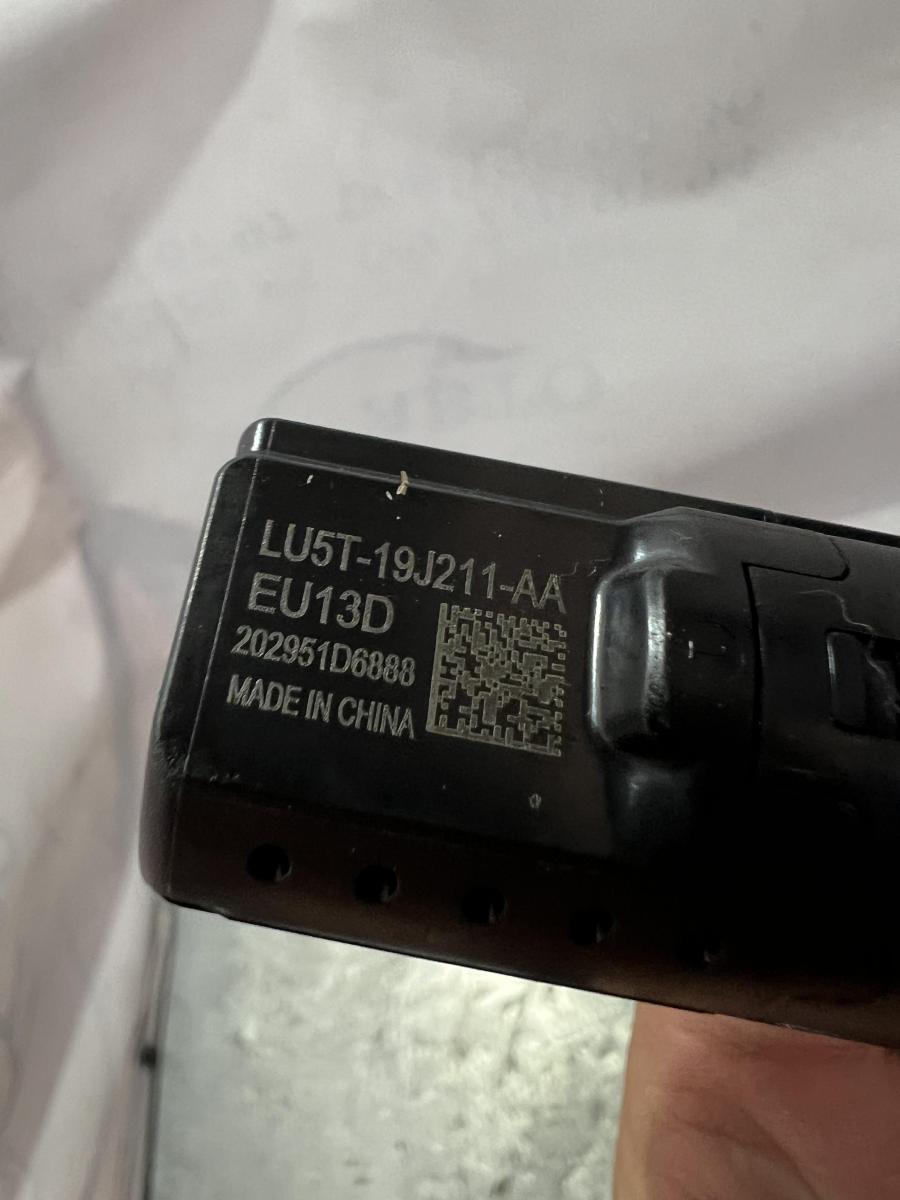 LU5T-19J211-AA
EU13D
202951D6888
MADE IN CHINA